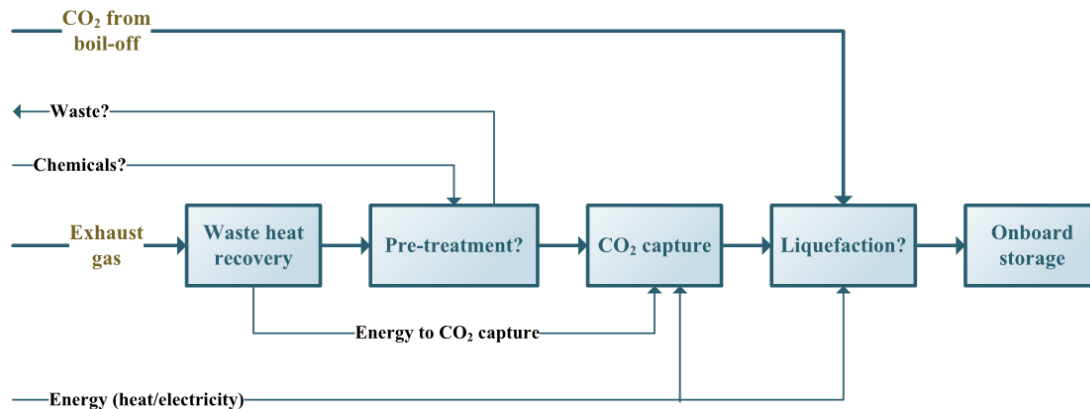 CO₂ from
boil-off
Waste?
Chemicals?
Exhaust
gas
Waste heat
recovery
Pre-treatment?
CO₂ capture
Liquefaction?
Onboard
storage
Energy to CO₂ capture
Energy (heat/electricity)